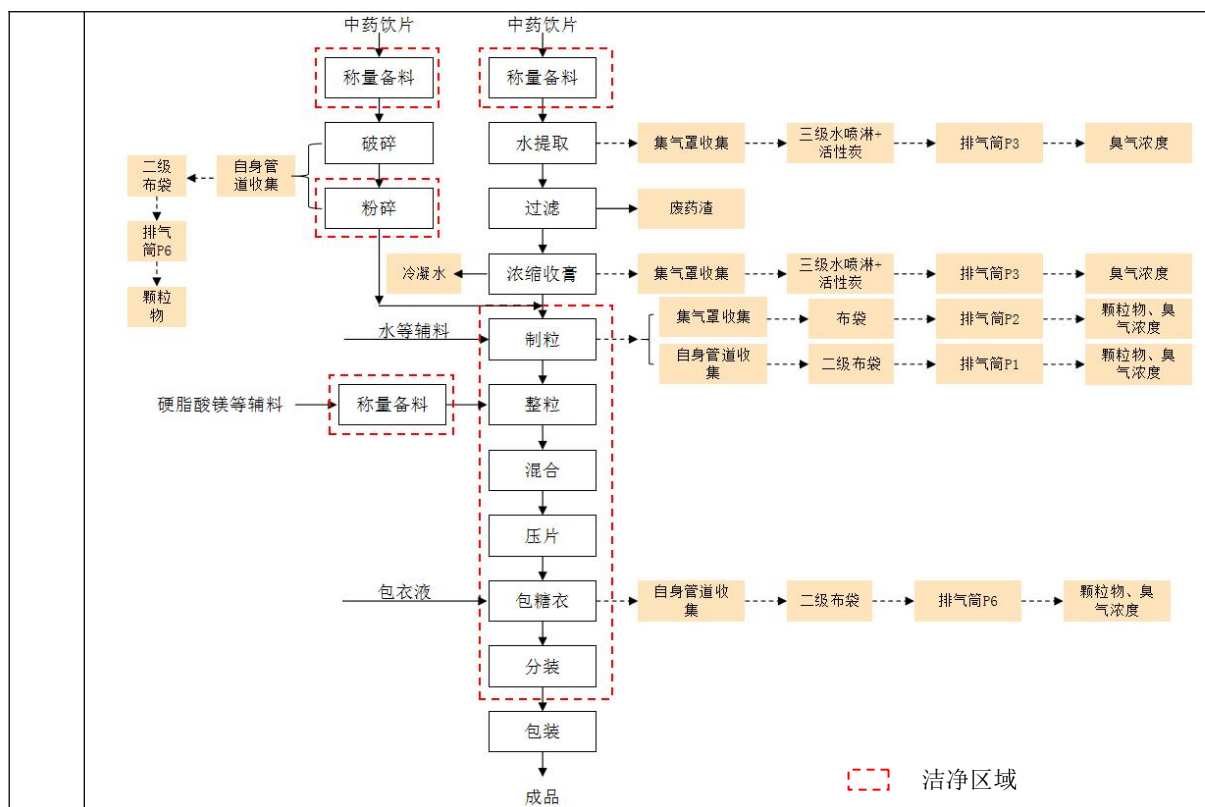 中药饮片
中药饮片
称量备料
称量备料
破碎
水提取
集气罩收集
三级水喷淋+
活性炭
排气筒P3
臭气浓度
二级
布袋
自身管
道收集
粉碎
过滤
废药渣
排气
筒P6
颗粒
物
冷凝水
浓缩收膏
集气罩收集
三级水喷淋+
活性炭
排气筒P3
臭气浓度
水等辅料
制粒
集气罩收集
布袋
排气筒P2
颗粒物、臭
气浓度
自身管道收
集
二级布袋
排气筒P1
颗粒物、臭
气浓度
硬脂酸镁等辅料
称量备料
整粒
混合
压片
包衣液
包糖衣
自身管道收
集
二级布袋
排气筒P6
颗粒物、臭
气浓度
分装
包装
成品
洁净区域